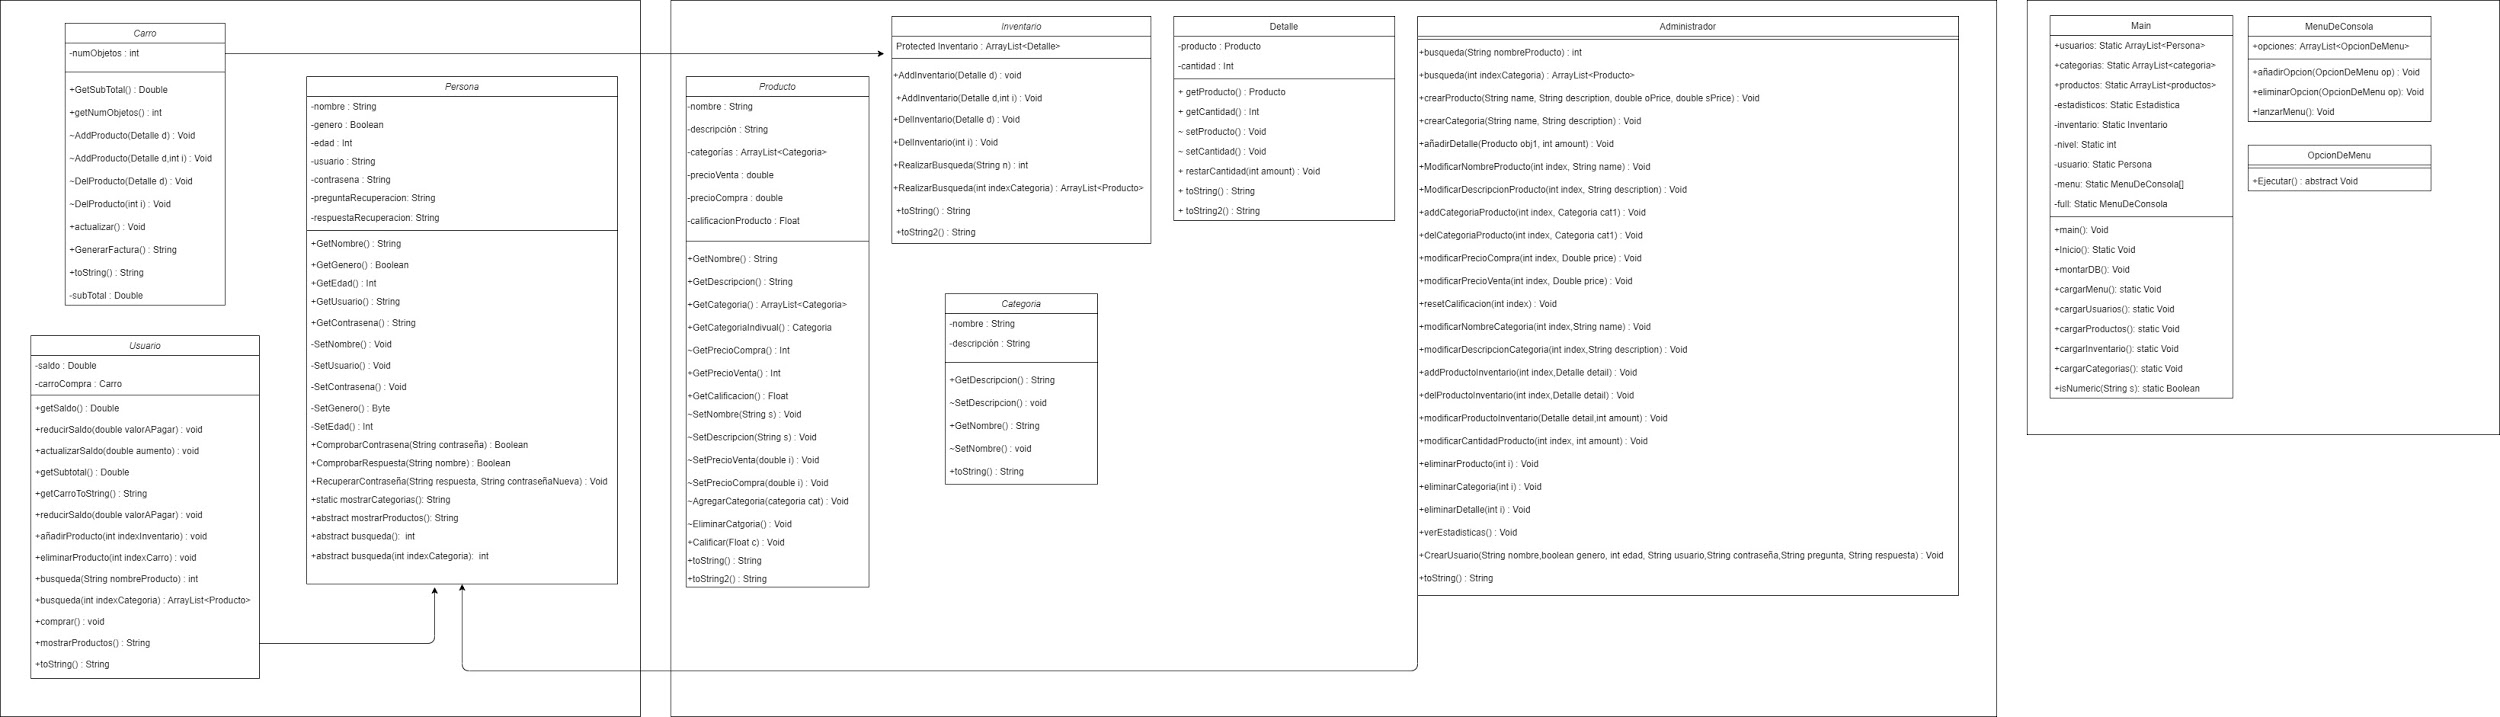 Carro
-numObjetos : int
+GetSubTotal() : Double
+getNumObjetos() : int
~AddProducto(Detalle d) : Void
~AddProducto(Detalle d,int i) : Void
~DelProducto(Detalle d) : Void
~DelProducto(int i) : Void
+actualizar() : Void
+GenerarFactura() : String
+toString() : String
-subTotal : Double
Usuario
-saldo : Double
-carroCompra : Carro
+getSaldo() : Double
+reducirSaldo(double valorAPagar) : void
+actualizarSaldo(double aumento) : void
+getSubtotal() : Double
+getCarroToString() : String
+reducirSaldo(double valorAPagar) : void
+añadirProducto(int indexInventario) : void
+eliminarProducto(int indexCarro) : void
+busqueda(String nombreProducto) : int
+busqueda(int indexCategoria) : ArrayList<Producto>
+comprar() : void
+mostrarProductos() : String
+toString() : String
Persona
-nombre : String
-genero : Boolean
-edad : Int
-usuario : String
-contrasena : String
-preguntaRecuperacion: String
-respuestaRecuperacion: String
+GetNombre() : String
+GetGenero() : Boolean
+GetEdad() : Int
+GetUsuario() : String
+GetContrasena() : String
-SetNombre() : Void
-SetUsuario() : Void
-SetContrasena() : Void
-SetGenero() : Byte
-SetEdad() : Int
+ComprobarContrasena(String contraseña) : Boolean
+ComprobarRespuesta(String nombre) : Boolean
+RecuperarContraseña(String respuesta, String contraseñaNueva) : Void
+static mostrarCategorias(): String
+abstract mostrarProductos(): String
+abstract busqueda(): int
+abstract busqueda(int indexCategoria): int
Producto
-nombre : String
-descripción : String
-categorías : ArrayList<Categoria>
-precioVenta : double
-precioCompra : double
-calificacionProducto : Float
+GetNombre() : String
+GetDescripcion() : String
+GetCategoria() : ArrayList<Categoria>
+GetCategoriaIndivual() : Categoria
~GetPrecioCompra() : Int
+GetPrecioVenta() : Int
+GetCalificacion() : Float
~SetNombre(String s) : Void
~SetDescripcion(String s) : Void
~SetPrecioVenta(double i) : Void
~SetPrecioCompra(double i) : Void
~AgregarCategoria(categoria cat) : Void
~EliminarCatgoria() : Void
+Calificar(Float c) : Void
+toString() : String
+toString2() : String
Inventario
Protected Inventario : ArrayList<Detalle>
+AddInventario(Detalle d) : void
+AddInventario(Detalle d,int i) : Void
+DelInventario(Detalle d) : Void
+DelInventario(int i) : Void
+RealizarBusqueda(String n) : int
+RealizarBusqueda(int indexCategoria) : ArrayList<Producto>
+toString() : String
+toString2() : String
Categoria
-nombre : String
-descripción : String
+GetDescripcion() : String
~SetDescripcion() : void
+GetNombre() : String
~SetNombre() : void
+toString() : String
Detalle
-producto : Producto
-cantidad : Int
+ getProducto() : Producto
+ getCantidad() : Int
~ setProducto() : Void
~ setCantidad() : Void
+ restarCantidad(int amount) : Void
+ toString() : String
+ toString2() : String
Administrador
+busqueda(String nombreProducto) : int
+busqueda(int indexCategoria) : ArrayList<Producto>
+crearProducto(String name, String description, double oPrice, double sPrice) : Void
+crearCategoria(String name, String description) : Void
+añadirDetalle(Producto obj1, int amount) : Void
+ModificarNombreProducto(int index, String name) : Void
+ModificarDescripcionProducto(int index, String description) : Void
+addCategoriaProducto(int index, Categoria cat1) : Void
+delCategoriaProducto(int index, Categoria cat1) : Void
+modificarPrecioCompra(int index, Double price) : Void
+modificarPrecioVenta(int index, Double price) : Void
+resetCalificacion(int index) : Void
+modificarNombreCategoria(int index,String name) : Void
+modificarDescripcionCategoria(int index,String description) : Void
+addProductoInventario(int index,Detalle detail) : Void
+delProductoInventario(int index,Detalle detail) : Void
+modificarProductoInventario(Detalle detail,int amount) : Void
+modificarCantidadProducto(int index, int amount) : Void
+eliminarProducto(int i) : Void
+eliminarCategoria(int i) : Void
+eliminarDetalle(int i) : Void
+verEstadisticas() : Void
+CrearUsuario(String nombre,boolean genero, int edad, String usuario,String contraseña,String pregunta, String respuesta) : Void
+toString() : String
Main
+usuarios: Static ArrayList<Persona>
+categorias: Static ArrayList<categoria>
+productos: Static ArrayList<productos>
-estadisticos: Static Estadistica
-inventario: Static Inventario
-nivel: Static int
-usuario: Static Persona
-menu: Static MenuDeConsola[]
-full: Static MenuDeConsola
+main(): Void
+Inicio(): Static Void
+montarDB(): Void
+cargarMenu(): static Void
+cargarUsuarios(): static Void
+cargarProductos(): static Void
+cargarInventario(): static Void
+cargarCategorias(): static Void
+isNumeric(String s): static Boolean
MenuDeConsola
+opciones: ArrayList<OpcionDeMenu>
+añadirOpcion(OpcionDeMenu op) : Void
+eliminarOpcion(OpcionDeMenu op): Void
+lanzarMenu(): Void
OpcionDeMenu
+Ejecutar() : abstract Void